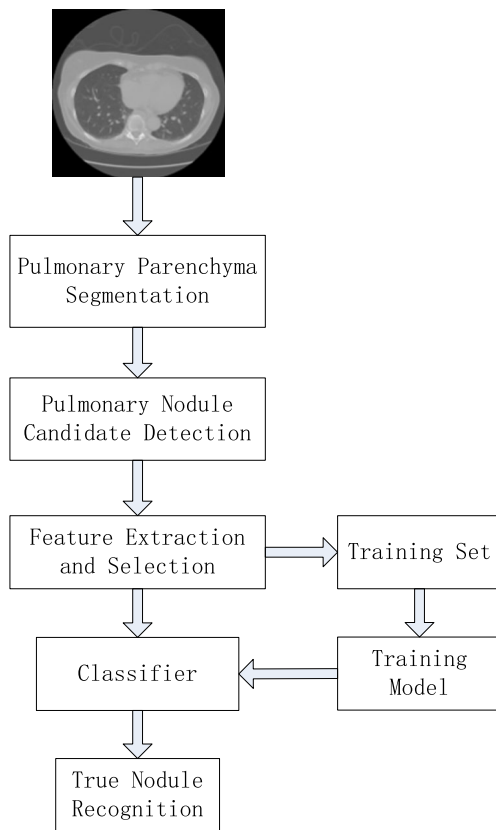 Pulmonary Parenchyma
Segmentation
Pulmonary Nodule
Candidate Detection
Feature Extraction
and Selection
Training Set
Classifier
Training
Model
True Nodule
Recognition